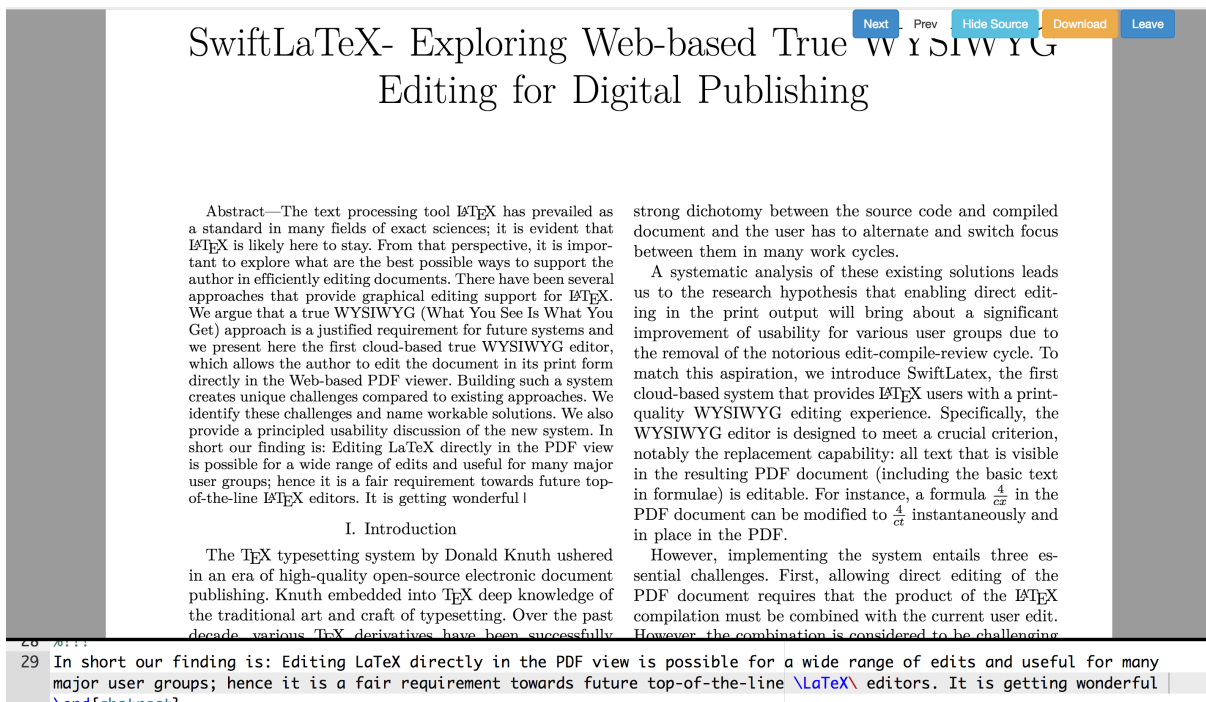 Next Prev Hide Source Download Leave
SwiftLaTeX- Exploring Web-based True WYSIWYG
Editing for Digital Publishing
Abstract—The text processing tool LATEX has prevailed as
a standard in many fields of exact sciences; it is evident that
LATEX is likely here to stay. From that perspective, it is impor-
tant to explore what are the best possible ways to support the
author in efficiently editing documents. There have been several
approaches that provide graphical editing support for LATEX.
We argue that a true WYSIWYG (What You See Is What You
Get) approach is a justified requirement for future systems and
we present here the first cloud-based true WYSIWYG editor,
which allows the author to edit the document in its print form
directly in the Web-based PDF viewer. Building such a system
creates unique challenges compared to existing approaches. We
identify these challenges and name workable solutions. We also
provide a principled usability discussion of the new system. In
short our finding is: Editing LaTeX directly in the PDF view
is possible for a wide range of edits and useful for many major
user groups; hence it is a fair requirement towards future top-
of-the-line LATEX editors. It is getting wonderful
I. Introduction
The TEX typesetting system by Donald Knuth ushered
in an era of high-quality open-source electronic document
publishing. Knuth embedded into TEX deep knowledge of
the traditional art and craft of typesetting. Over the past
decade, various TEX derivatives have been successfully
strong dichotomy between the source code and compiled
document and the user has to alternate and switch focus
between them in many work cycles.
A systematic analysis of these existing solutions leads
us to the research hypothesis that enabling direct edit-
ing in the print output will bring about a significant
improvement of usability for various user groups due to
the removal of the notorious edit-compile-review cycle. To
match this aspiration, we introduce SwiftLatex, the first
cloud-based system that provides LATEX users with a print-
quality WYSIWYG editing experience. Specifically, the
WYSIWYG editor is designed to meet a crucial criterion,
notably the replacement capability: all text that is visible
in the resulting PDF document (including the basic text
in formulae) is editable. For instance, a formula 4/cx in the
PDF document can be modified to 4/ct instantaneously and
in place in the PDF.
However, implementing the system entails three es-
sential challenges. First, allowing direct editing of the
PDF document requires that the product of the LATEX
compilation must be combined with the current user edit.
However, the combination is considered to be challenging
28 %!!!
29 In short our finding is: Editing LaTeX directly in the PDF view is possible for a wide range of edits and useful for many
major user groups; hence it is a fair requirement towards future top-of-the-line \LaTeX\ editors. It is getting wonderful
\end{abstract}